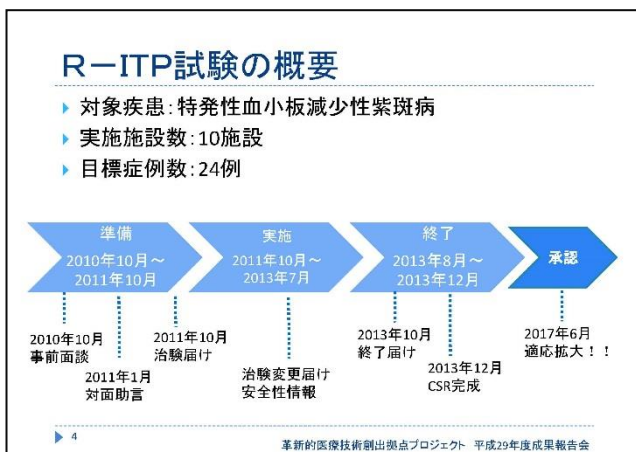 R－ITP試験の概要
対象疾患：特発性血小板減少性紫斑病
実施施設数：10施設
目標症例数：24例
準備
2010年10月～
2011年10月
実施
2011年10月～
2013年7月
終了
2013年8月～
2013年12月
承認
2010年10月
事前面談
2011年1月
対面助言
2011年10月
治験届け
治験変更届け
安全性情報
2013年10月
終了届け
2013年12月
CSR完成
2017年6月
適応拡大！！
4
革新的医療技術創出拠点プロジェクト 平成29年度成果報告会